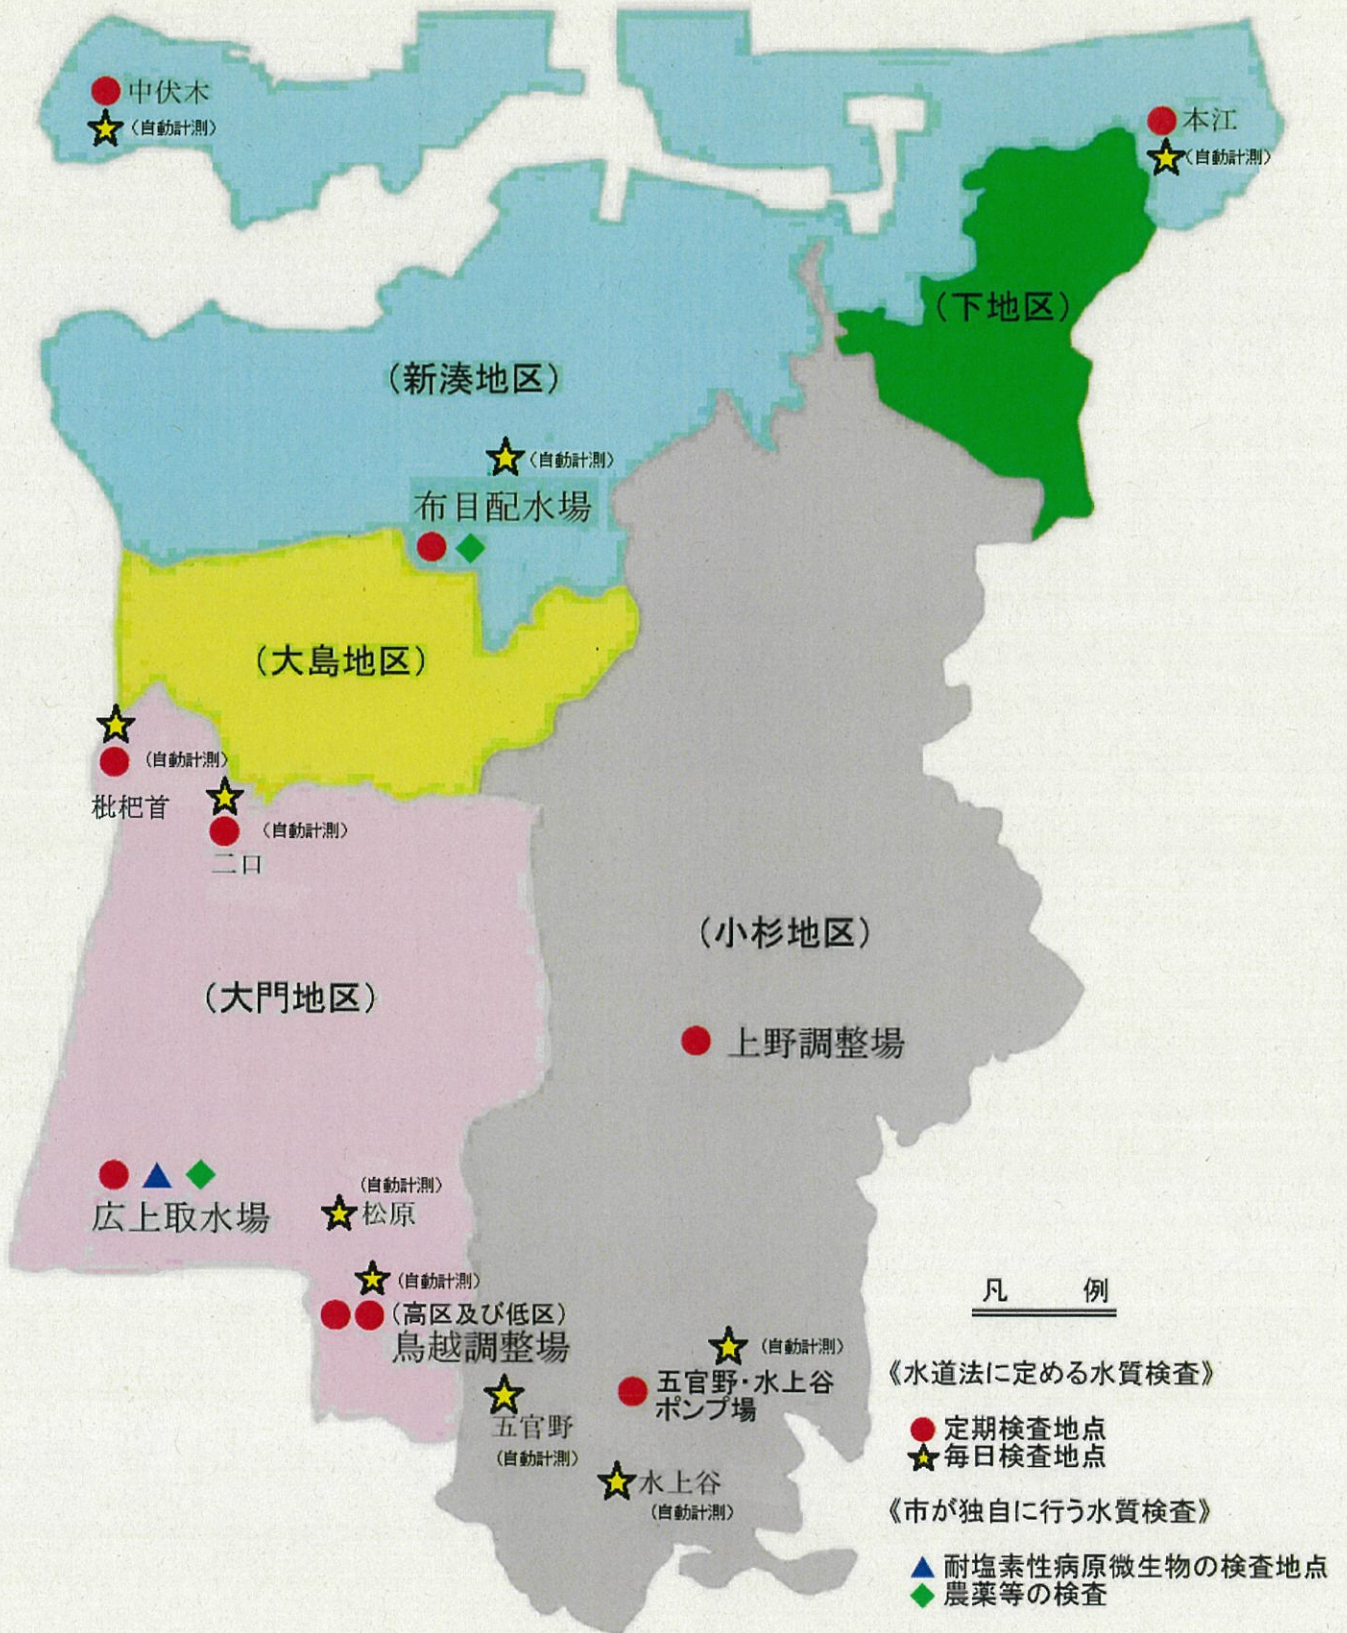 中伏木
(自動計測)
本江
(自動計測)
(下地区)
(新湊地区)
(自動計測)
布目配水場
(大島地区)
(自動計測)
枇杷首
(自動計測)
二口
(小杉地区)
(大門地区)
上野調整場
広上取水場
(自動計測)
松原
(自動計測)
(高区及び低区)
鳥越調整場
(自動計測)
五官野・水上谷
ポンプ場
五官野
(自動計測)
水上谷
(自動計測)
凡 例
《水道法に定める水質検査》
定期検査地点
毎日検査地点
《市が独自に行う水質検査》
耐塩素性病原微生物の検査地点
農薬等の検査